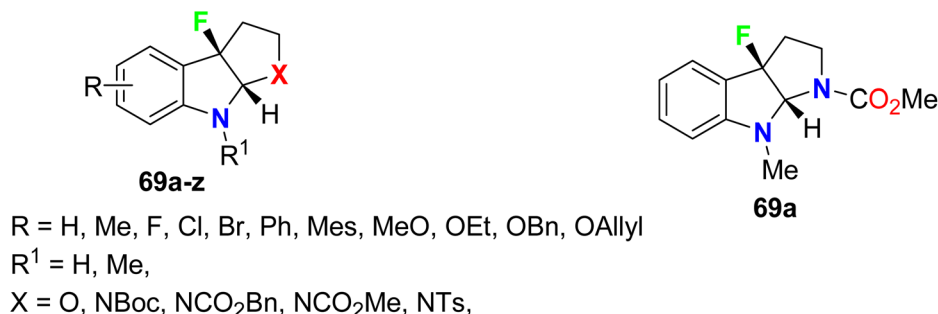 F
R
X
H
N
R¹
69a-z
F
N
CO₂Me
N
H
Me
69a
R = H, Me, F, Cl, Br, Ph, Mes, MeO, OEt, OBn, OAllyl
R¹ = H, Me,
X = O, NBoc, NCO₂Bn, NCO₂Me, NTs,